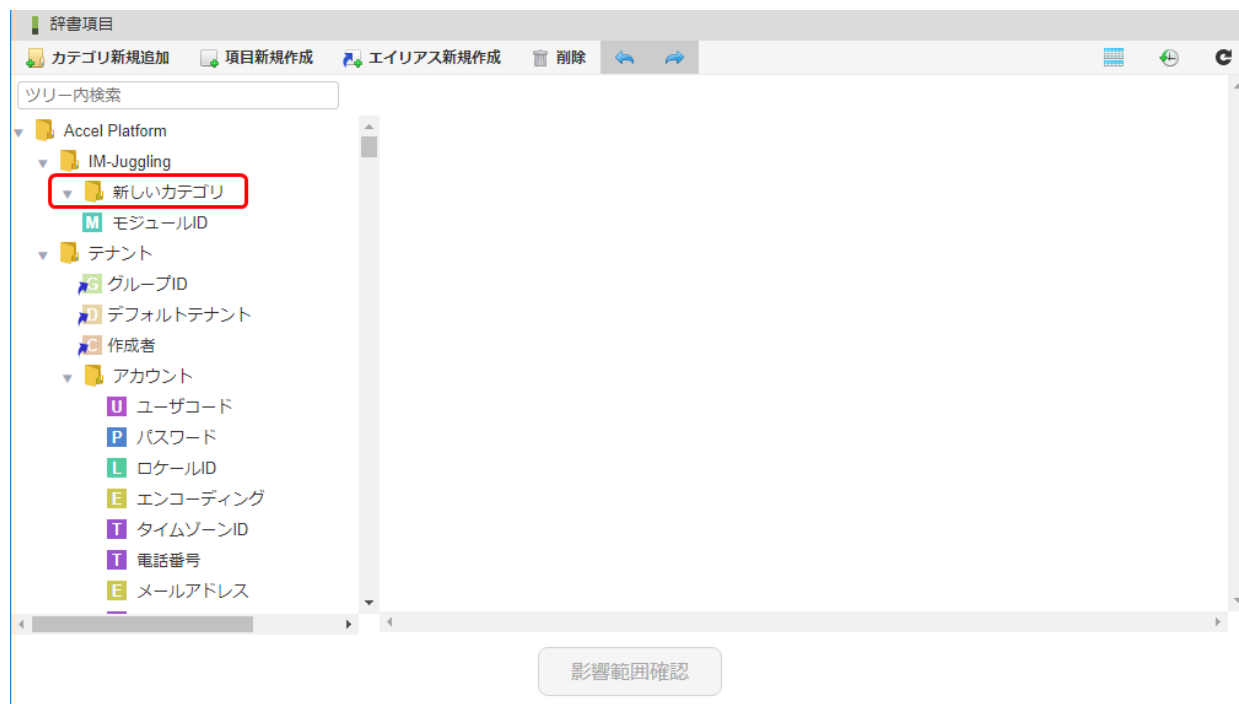 辞書項目
カテゴリ新規追加 項目新規作成 エイリアス新規作成 削除
ツリー内検索
Accel Platform
IM-Juggling
新しいカテゴリ
M モジュールID
テナント
G グループID
D デフォルトテナント
C 作成者
アカウント
U ユーザコード
P パスワード
L ロケールID
E エンコーディング
T タイムゾーンID
T 電話番号
E メールアドレス
影響範囲確認